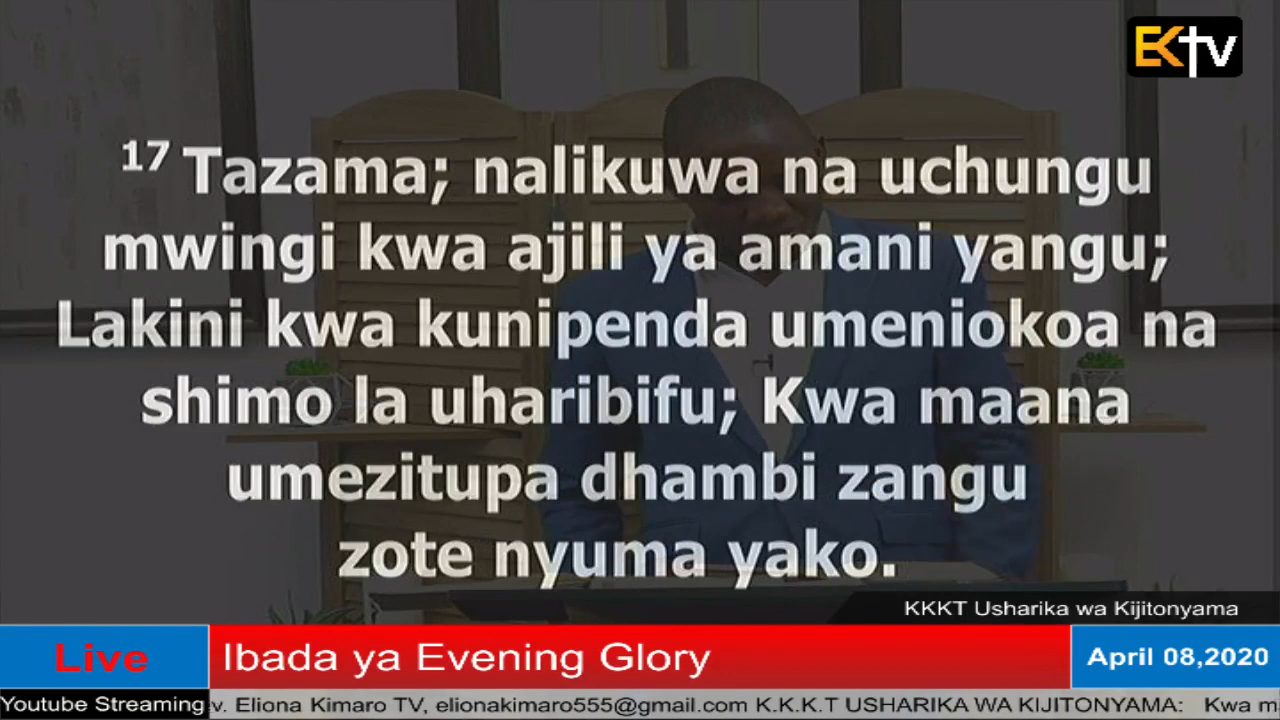 EKTV
17 Tazama; nalikuwa na uchungu
mwingi kwa ajili ya amani yangu;
Lakini kwa kunipenda umeniokoa na
shimo la uharibifu; Kwa maana
umezitupa dhambi zangu
zote nyuma yako.
KKKT Usharika wa Kijitonyama
Live
Ibada ya Evening Glory
April 08,2020
Youtube Streaming
v. Eliona Kimaro TV, elionakimaro555@gmail.com K.K.K.T USHARIKA WA KIJITONYAMA: Kwa m